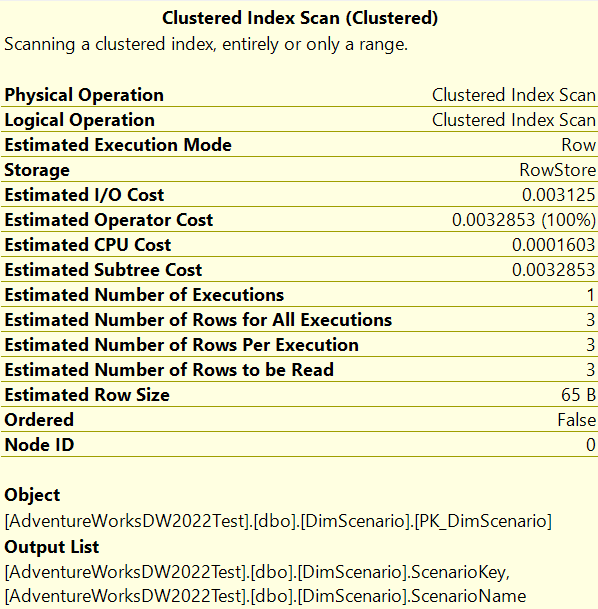 Clustered Index Scan (Clustered)
Scanning a clustered index, entirely or only a range.
Physical Operation Clustered Index Scan
Logical Operation Clustered Index Scan
Estimated Execution Mode Row
Storage RowStore
Estimated I/O Cost 0.003125
Estimated Operator Cost 0.0032853 (100%)
Estimated CPU Cost 0.0001603
Estimated Subtree Cost 0.0032853
Estimated Number of Executions 1
Estimated Number of Rows for All Executions 3
Estimated Number of Rows Per Execution 3
Estimated Number of Rows to be Read 3
Estimated Row Size 65 B
Ordered False
Node ID 0
Object
[AdventureWorksDW2022Test].[dbo].[DimScenario].[PK_DimScenario]
Output List
[AdventureWorksDW2022Test].[dbo].[DimScenario].ScenarioKey,
[AdventureWorksDW2022Test].[dbo].[DimScenario].ScenarioName